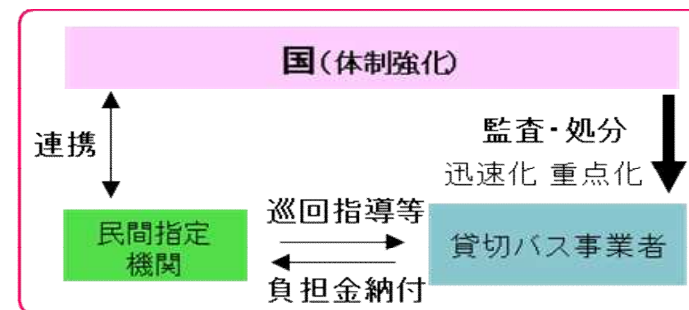 国(体制強化)
連携
監査・処分
迅速化 重点化
民間指定
機関
巡回指導等
貸切バス事業者
負担金納付